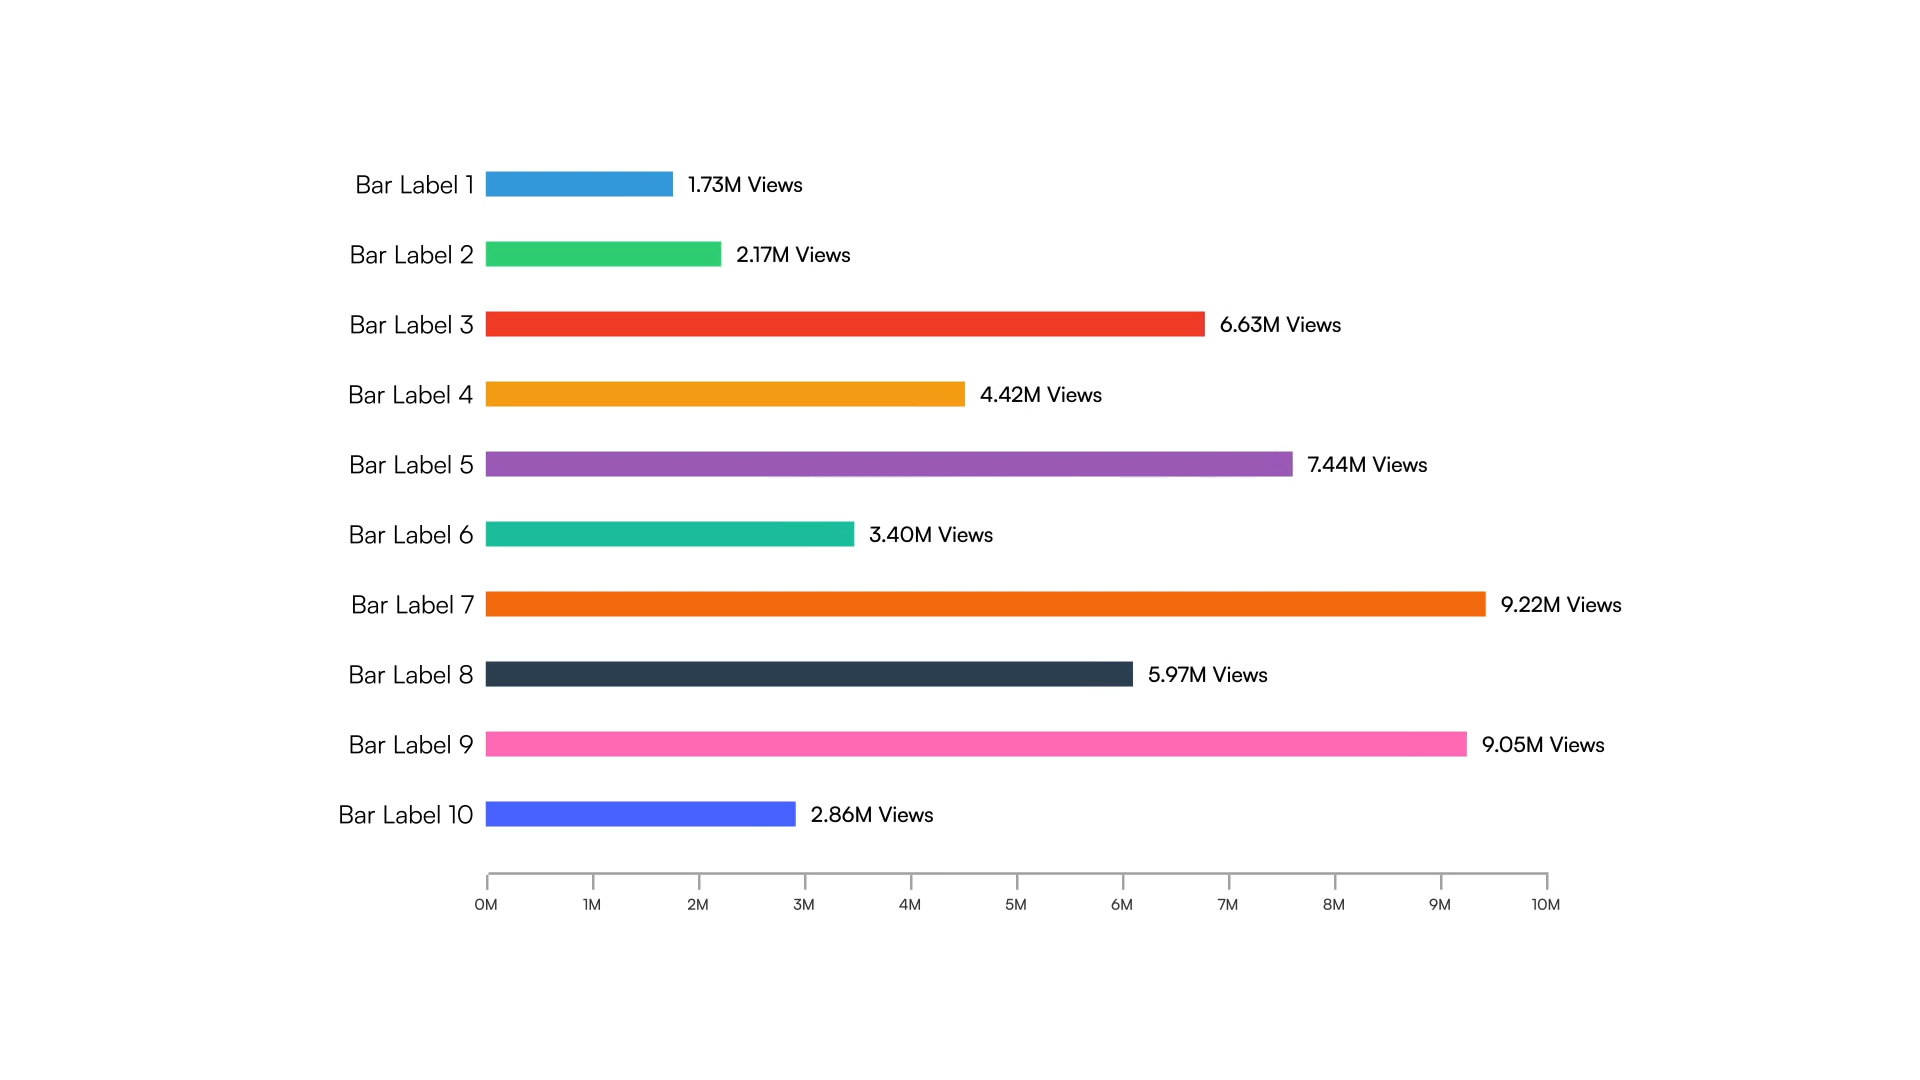 Bar Label 1 1.73M Views
Bar Label 2 2.17M Views
Bar Label 3 6.63M Views
Bar Label 4 4.42M Views
Bar Label 5 7.44M Views
Bar Label 6 3.40M Views
Bar Label 7 9.22M Views
Bar Label 8 5.97M Views
Bar Label 9 9.05M Views
Bar Label 10 2.86M Views
0M 1M 2M 3M 4M 5M 6M 7M 8M 9M 10M